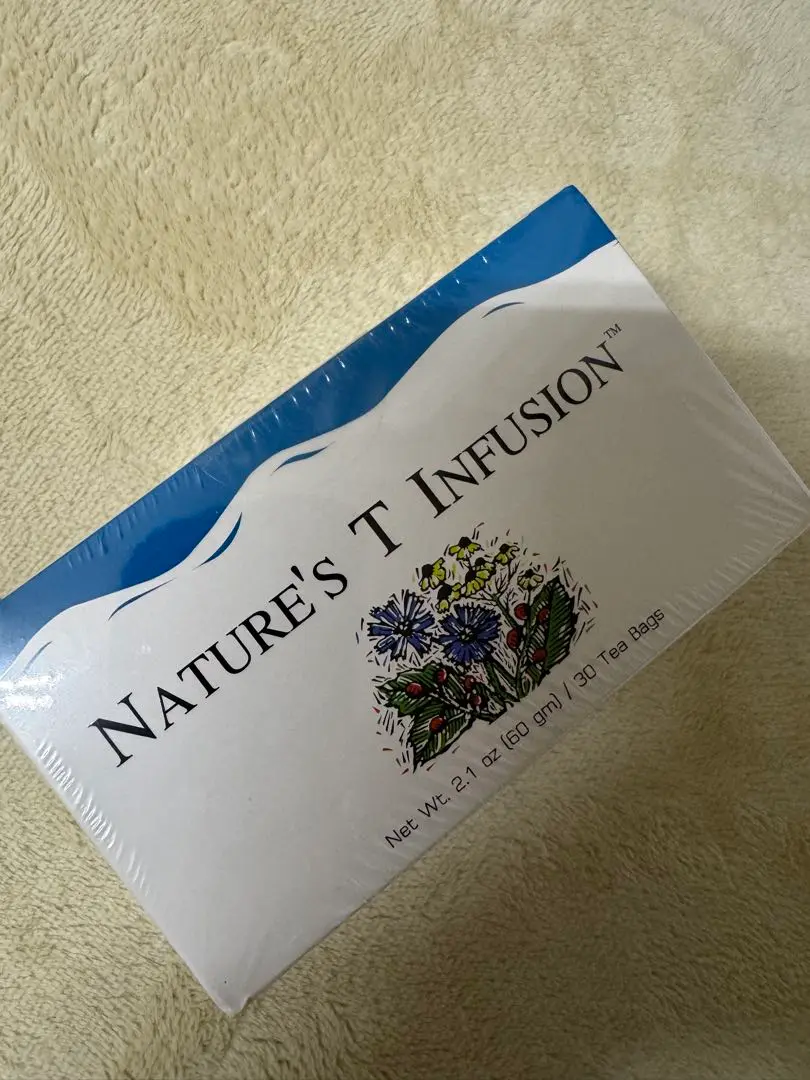 NATURE'S T INFUSION™
Net Wt. 2.1 oz (60 gm) / 30 Tea Bags